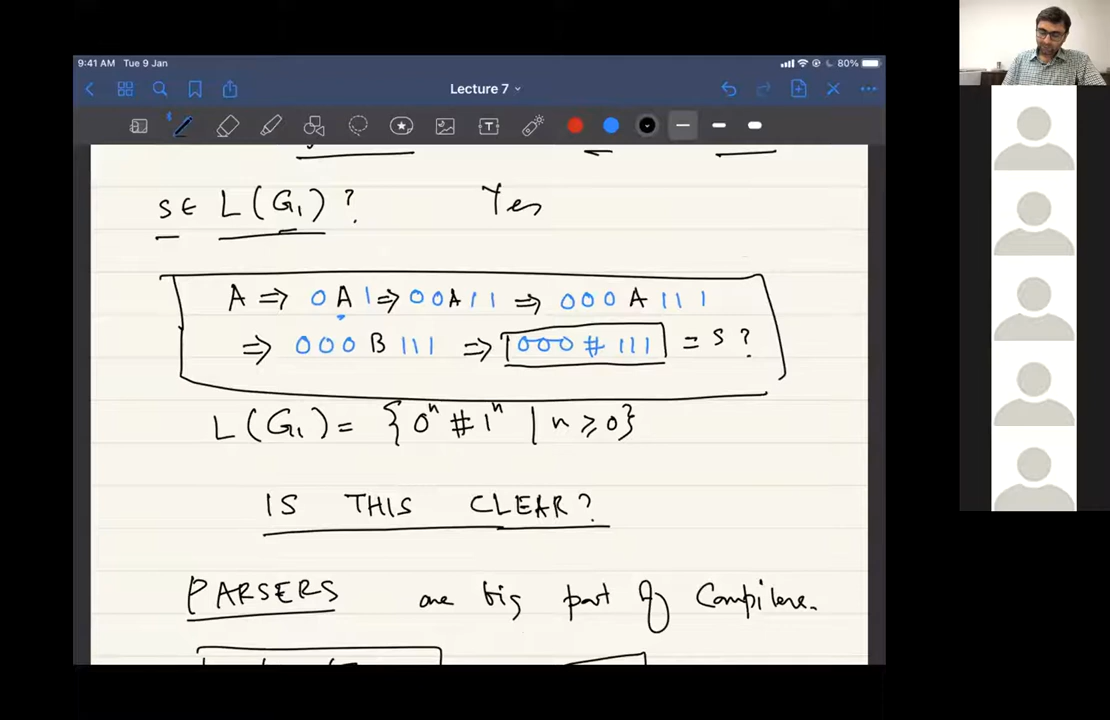 9:41 AM Tue 9 Jan 80%
Lecture 7
S ∈ L(G₁)? Yes
A ⇒ 0A1 ⇒ 00A11 ⇒ 000A111
⇒ 000B111 ⇒ 000#111 = S?
L(G₁) = {0ⁿ#1ⁿ | n ≥ 0}
IS THIS CLEAR?
PARSERS are big part of Compilers.